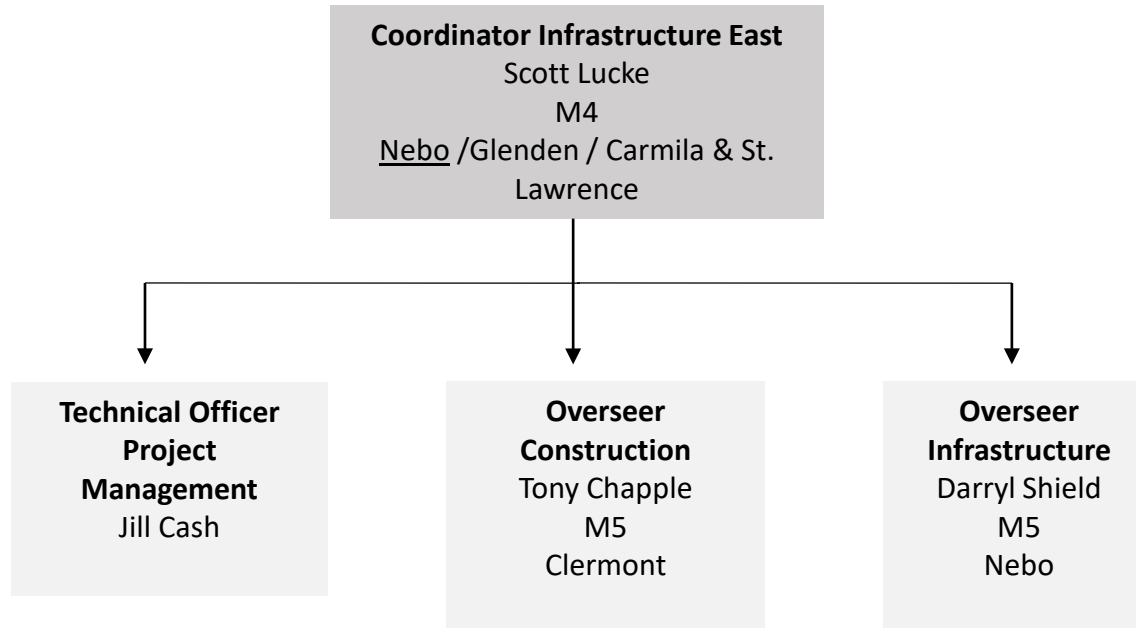 Coordinator Infrastructure East
Scott Lucke
M4
Nebo /Glenden / Carmila & St.
Lawrence
Technical Officer
Project
Management
Jill Cash
Overseer
Construction
Tony Chapple
M5
Clermont
Overseer
Infrastructure
Darryl Shield
M5
Nebo